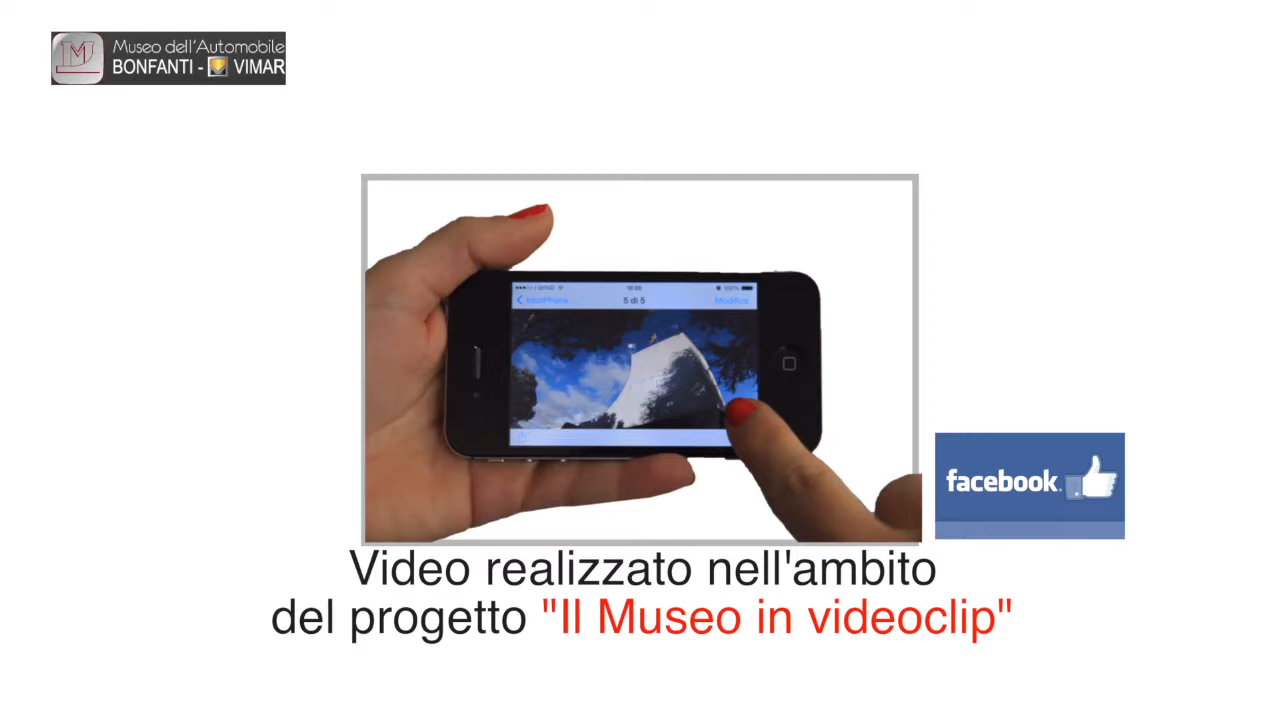 Museo dell'Automobile
BONFANTI - VIMAR
5 di 5
Modifica
facebook.
Video realizzato nell'ambito
del progetto "Il Museo in videoclip"